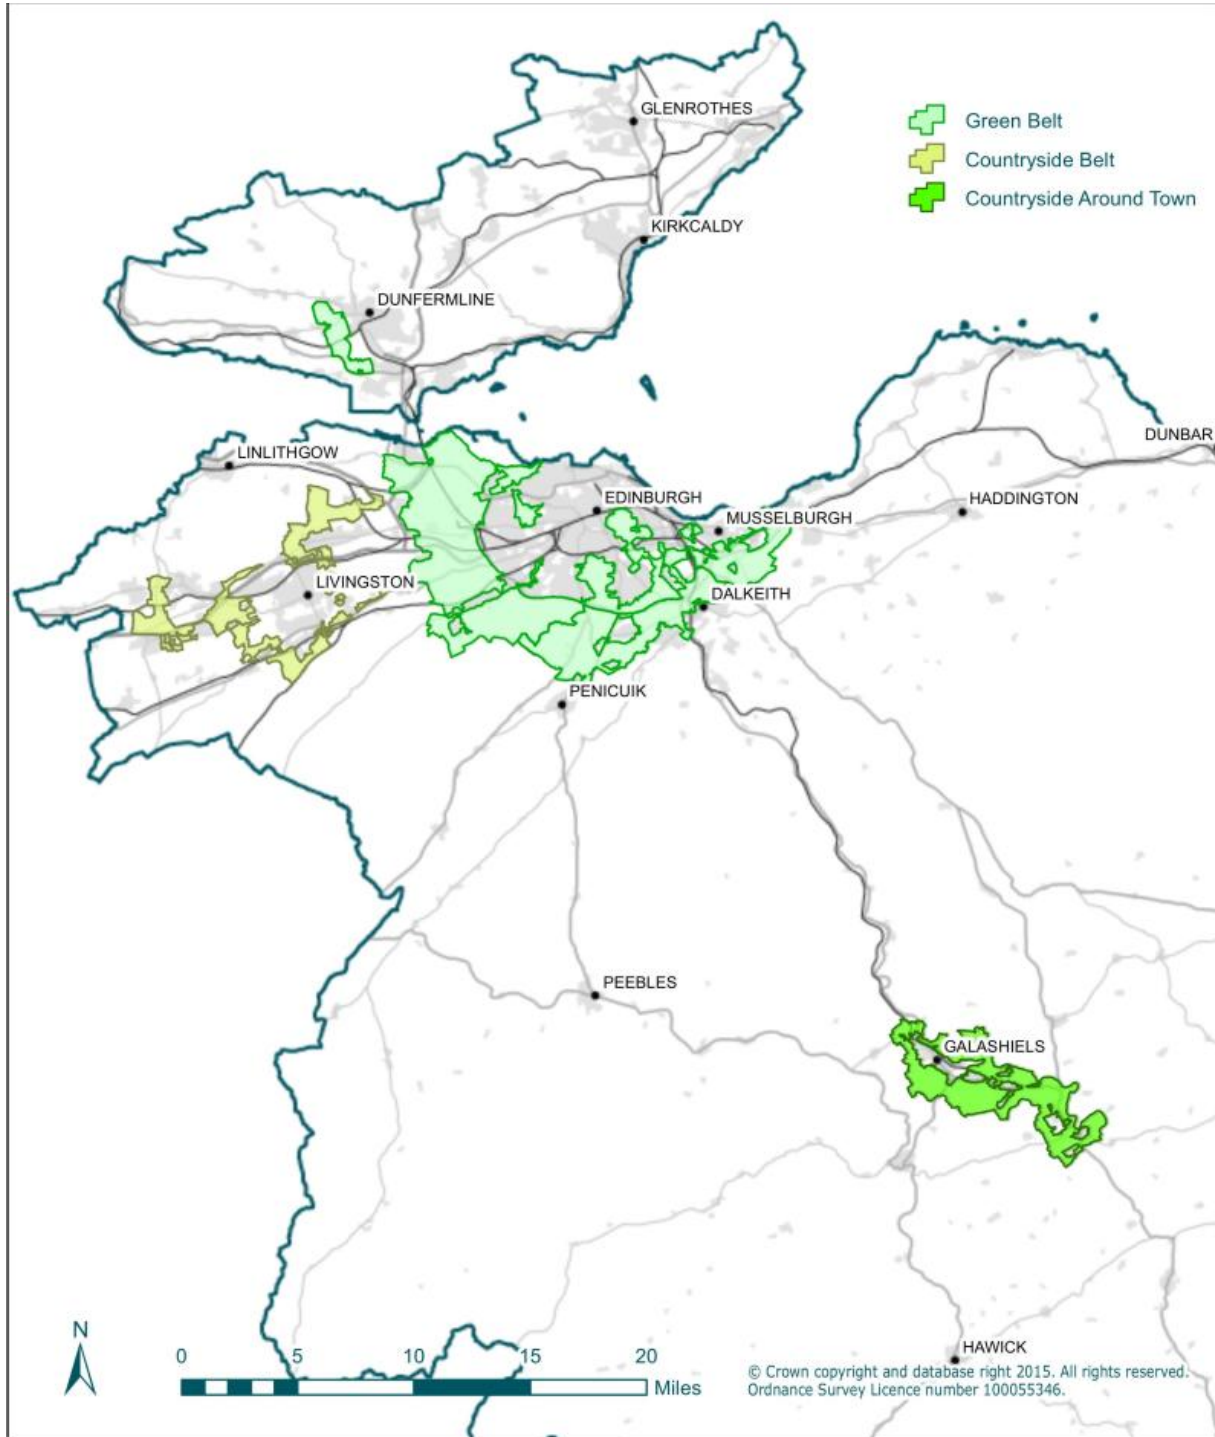 GLENROTHES
Green Belt
Countryside Belt
Countryside Around Town
KIRKCALDY
DUNFERMLINE
LINLITHGOW
DUNBAR
EDINBURGH
HADDINGTON
MUSSELBURGH
LIVINGSTON
DALKEITH
PENICUIK
PEEBLES
GALASHIELS
HAWICK
N
0 5 10 15 20
Miles
© Crown copyright and database right 2015. All rights reserved.
Ordnance Survey Licence number 100055346.